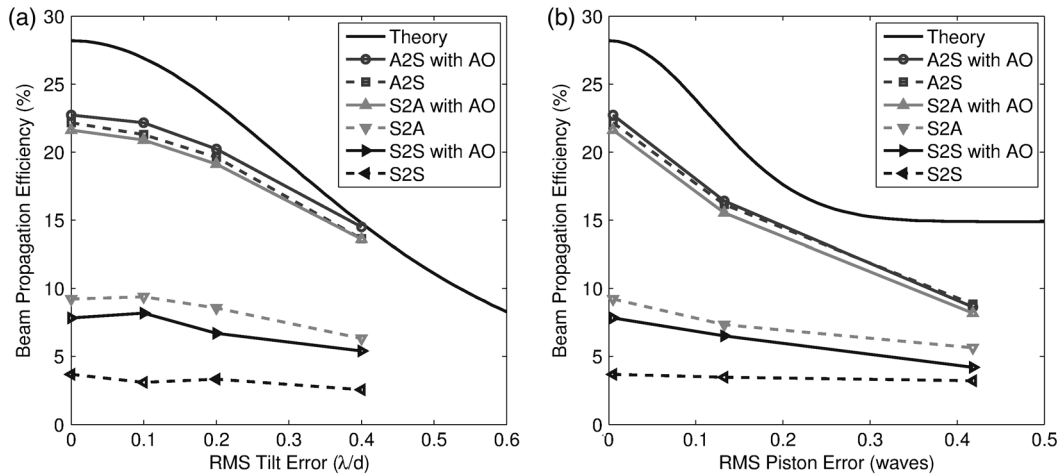 (a)
30
25
20
15
10
5
0
Beam Propagation Efficiency (%)
Theory
A2S with AO
A2S
S2A with AO
S2A
S2S with AO
S2S
0 0.1 0.2 0.3 0.4 0.5 0.6
RMS Tilt Error (λ/d)
(b)
30
25
20
15
10
5
0
Beam Propagation Efficiency (%)
Theory
A2S with AO
A2S
S2A with AO
S2A
S2S with AO
S2S
0 0.1 0.2 0.3 0.4 0.5
RMS Piston Error (waves)